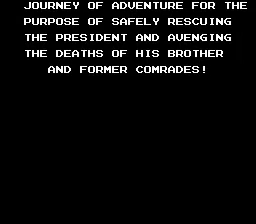 JOURNEY OF ADVENTURE FOR THE
PURPOSE OF SAFELY RESCUING
THE PRESIDENT AND AVENGING
THE DEATHS OF HIS BROTHER
AND FORMER COMRADES!